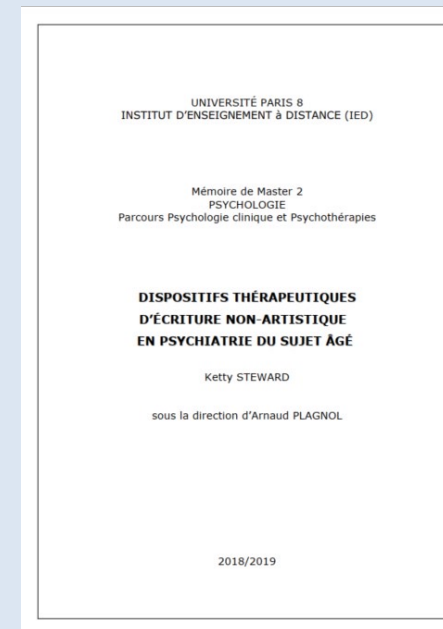 UNIVERSITÉ PARIS 8
INSTITUT D'ENSEIGNEMENT à DISTANCE (IED)
Mémoire de Master 2
PSYCHOLOGIE
Parcours Psychologie clinique et Psychothérapies
DISPOSITIFS THÉRAPEUTIQUES
D'ÉCRITURE NON-ARTISTIQUE
EN PSYCHIATRIE DU SUJET ÂGÉ
Ketty STEWARD
sous la direction d'Arnaud PLAGNOL
2018/2019